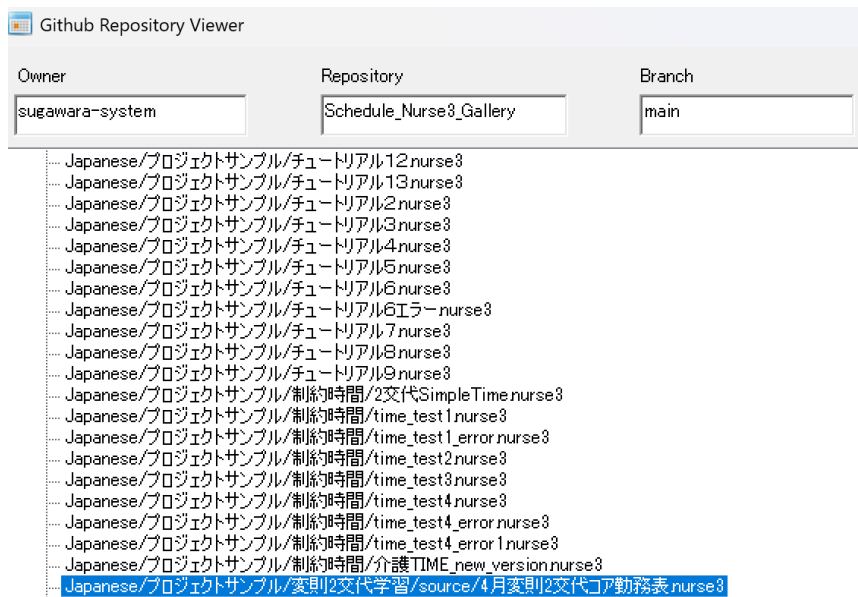 Github Repository Viewer
Owner Repository Branch
sugawara-system Schedule_Nurse3_Gallery main
Japanese/プロジェクトサンプル/チュートリアル12.nurse3
Japanese/プロジェクトサンプル/チュートリアル13.nurse3
Japanese/プロジェクトサンプル/チュートリアル2.nurse3
Japanese/プロジェクトサンプル/チュートリアル3.nurse3
Japanese/プロジェクトサンプル/チュートリアル4.nurse3
Japanese/プロジェクトサンプル/チュートリアル5.nurse3
Japanese/プロジェクトサンプル/チュートリアル6.nurse3
Japanese/プロジェクトサンプル/チュートリアル6エラー.nurse3
Japanese/プロジェクトサンプル/チュートリアル7.nurse3
Japanese/プロジェクトサンプル/チュートリアル8.nurse3
Japanese/プロジェクトサンプル/チュートリアル9.nurse3
Japanese/プロジェクトサンプル/制約時間/2交代SimpleTime.nurse3
Japanese/プロジェクトサンプル/制約時間/time_test1.nurse3
Japanese/プロジェクトサンプル/制約時間/time_test1_error.nurse3
Japanese/プロジェクトサンプル/制約時間/time_test2.nurse3
Japanese/プロジェクトサンプル/制約時間/time_test3.nurse3
Japanese/プロジェクトサンプル/制約時間/time_test4.nurse3
Japanese/プロジェクトサンプル/制約時間/time_test4_error.nurse3
Japanese/プロジェクトサンプル/制約時間/time_test4_error1.nurse3
Japanese/プロジェクトサンプル/制約時間/介護TIME_new_version.nurse3
Japanese/プロジェクトサンプル/変則2交代学習/source/4月変則2交代コア勤務表.nurse3